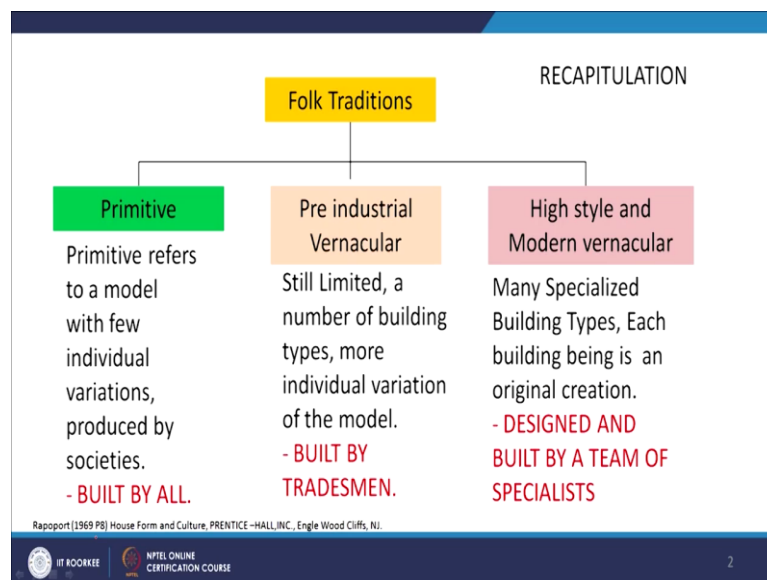 RECAPITULATION
Folk Traditions
Primitive
Primitive refers
to a model
with few
individual
variations,
produced by
societies.
- BUILT BY ALL.
Pre industrial
Vernacular
Still Limited, a
number of building
types, more
individual variation
of the model.
- BUILT BY
TRADESMEN.
High style and
Modern vernacular
Many Specialized
Building Types, Each
building being is an
original creation.
- DESIGNED AND
BUILT BY A TEAM OF
SPECIALISTS
Rapoport (1969 P8) House Form and Culture, PRENTICE –HALL,INC., Engle Wood Cliffs, NJ.
IIT ROORKEE
NPTEL ONLINE
CERTIFICATION COURSE
2